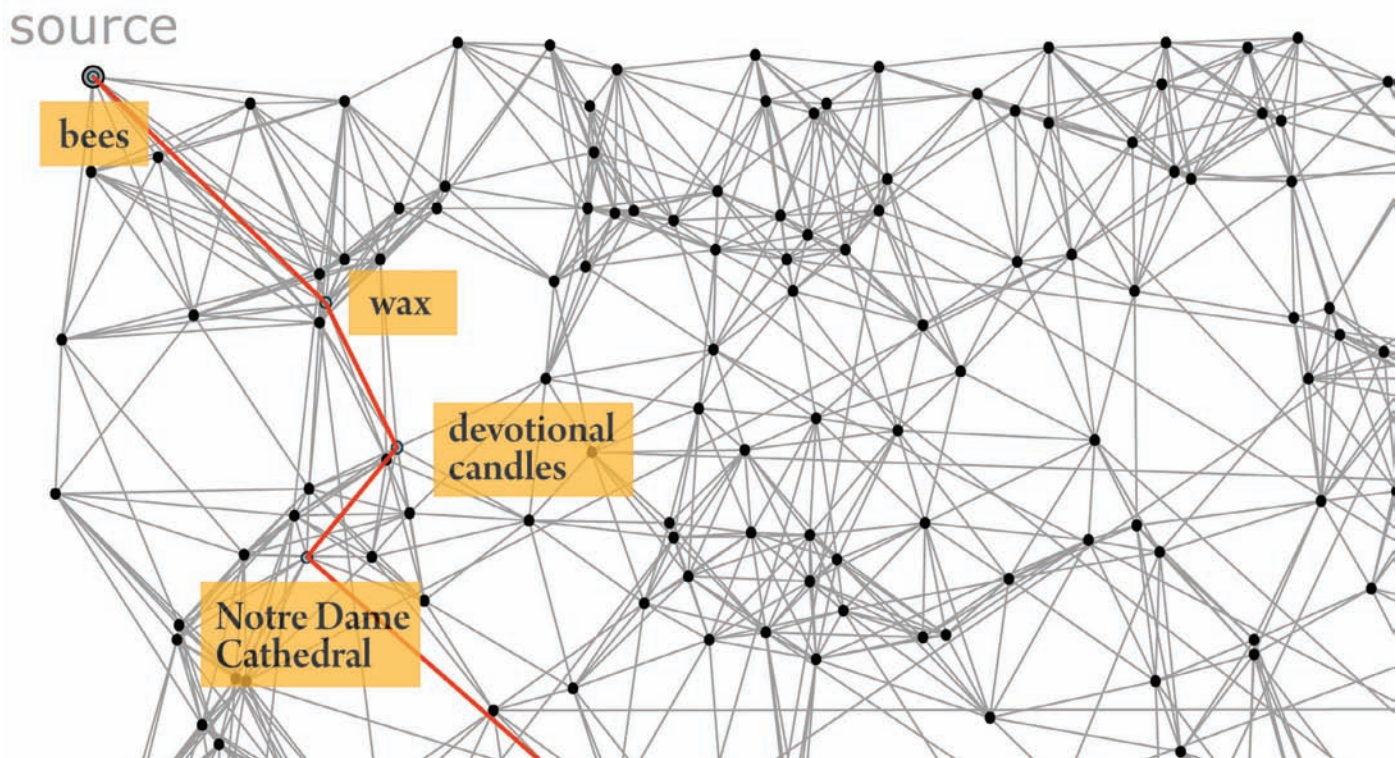 source
bees
wax
devotional
candles
Notre Dame
Cathedral